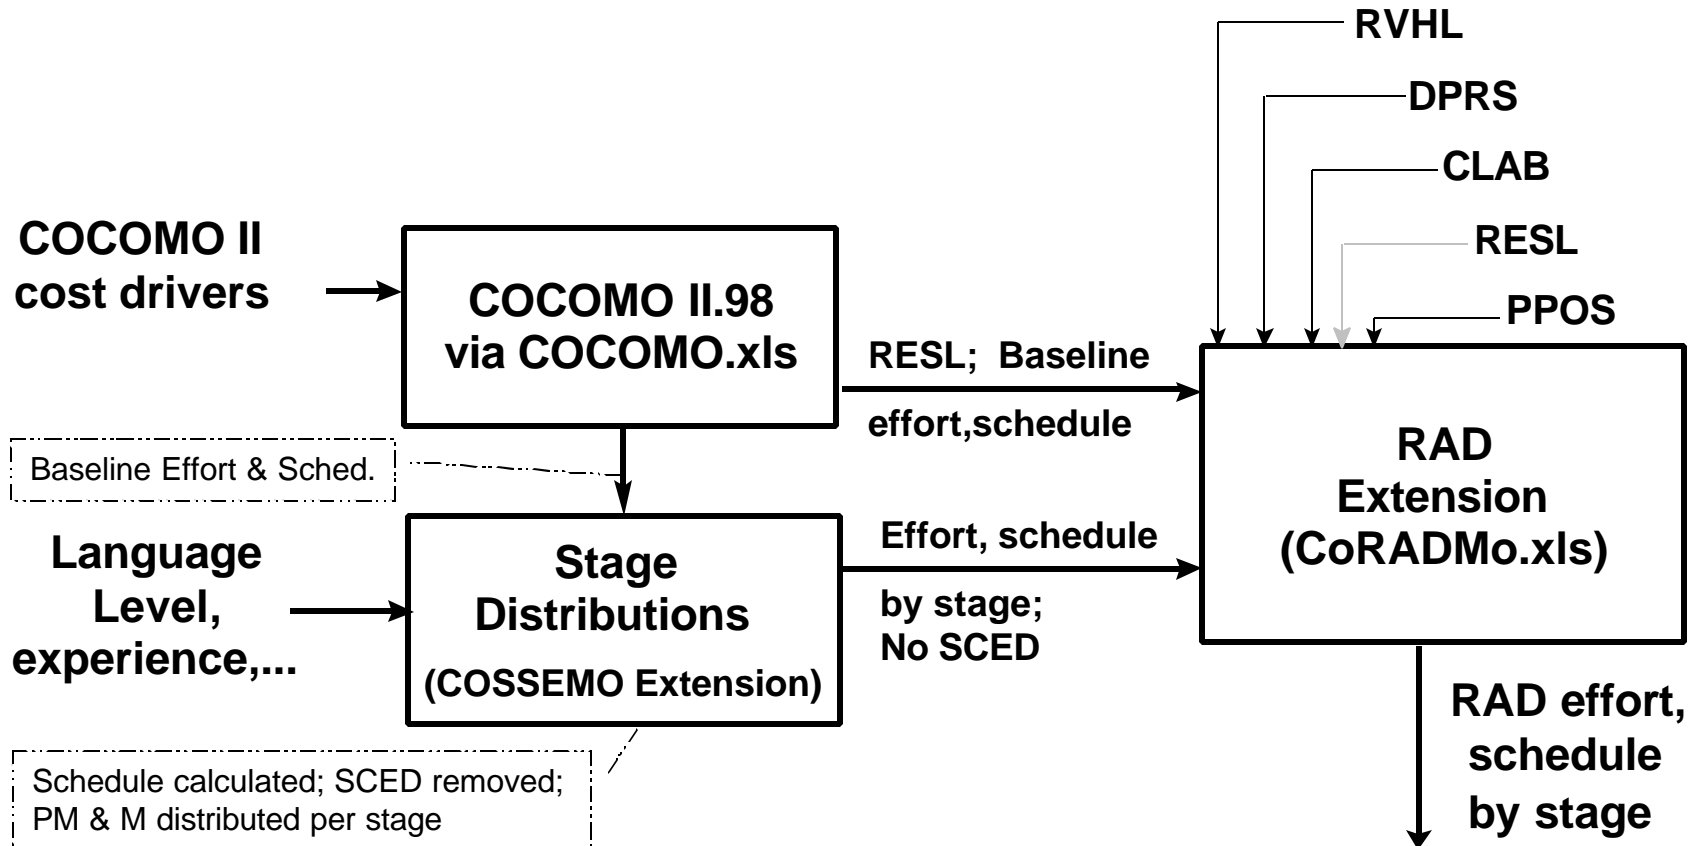 RVHL
DPRS
CLAB
RESL
PPOS
COCOMO II
cost drivers
COCOMO II.98
via COCOMO.xls
RESL;  Baseline
effort,schedule
Baseline Effort & Sched.
Language
Level,
experience,...
Stage
Distributions
(COSSEMO Extension)
Effort, schedule
by stage;
No SCED
RAD
Extension
(CoRADMo.xls)
Schedule calculated; SCED removed;
PM & M distributed per stage
RAD effort,
schedule
by stage